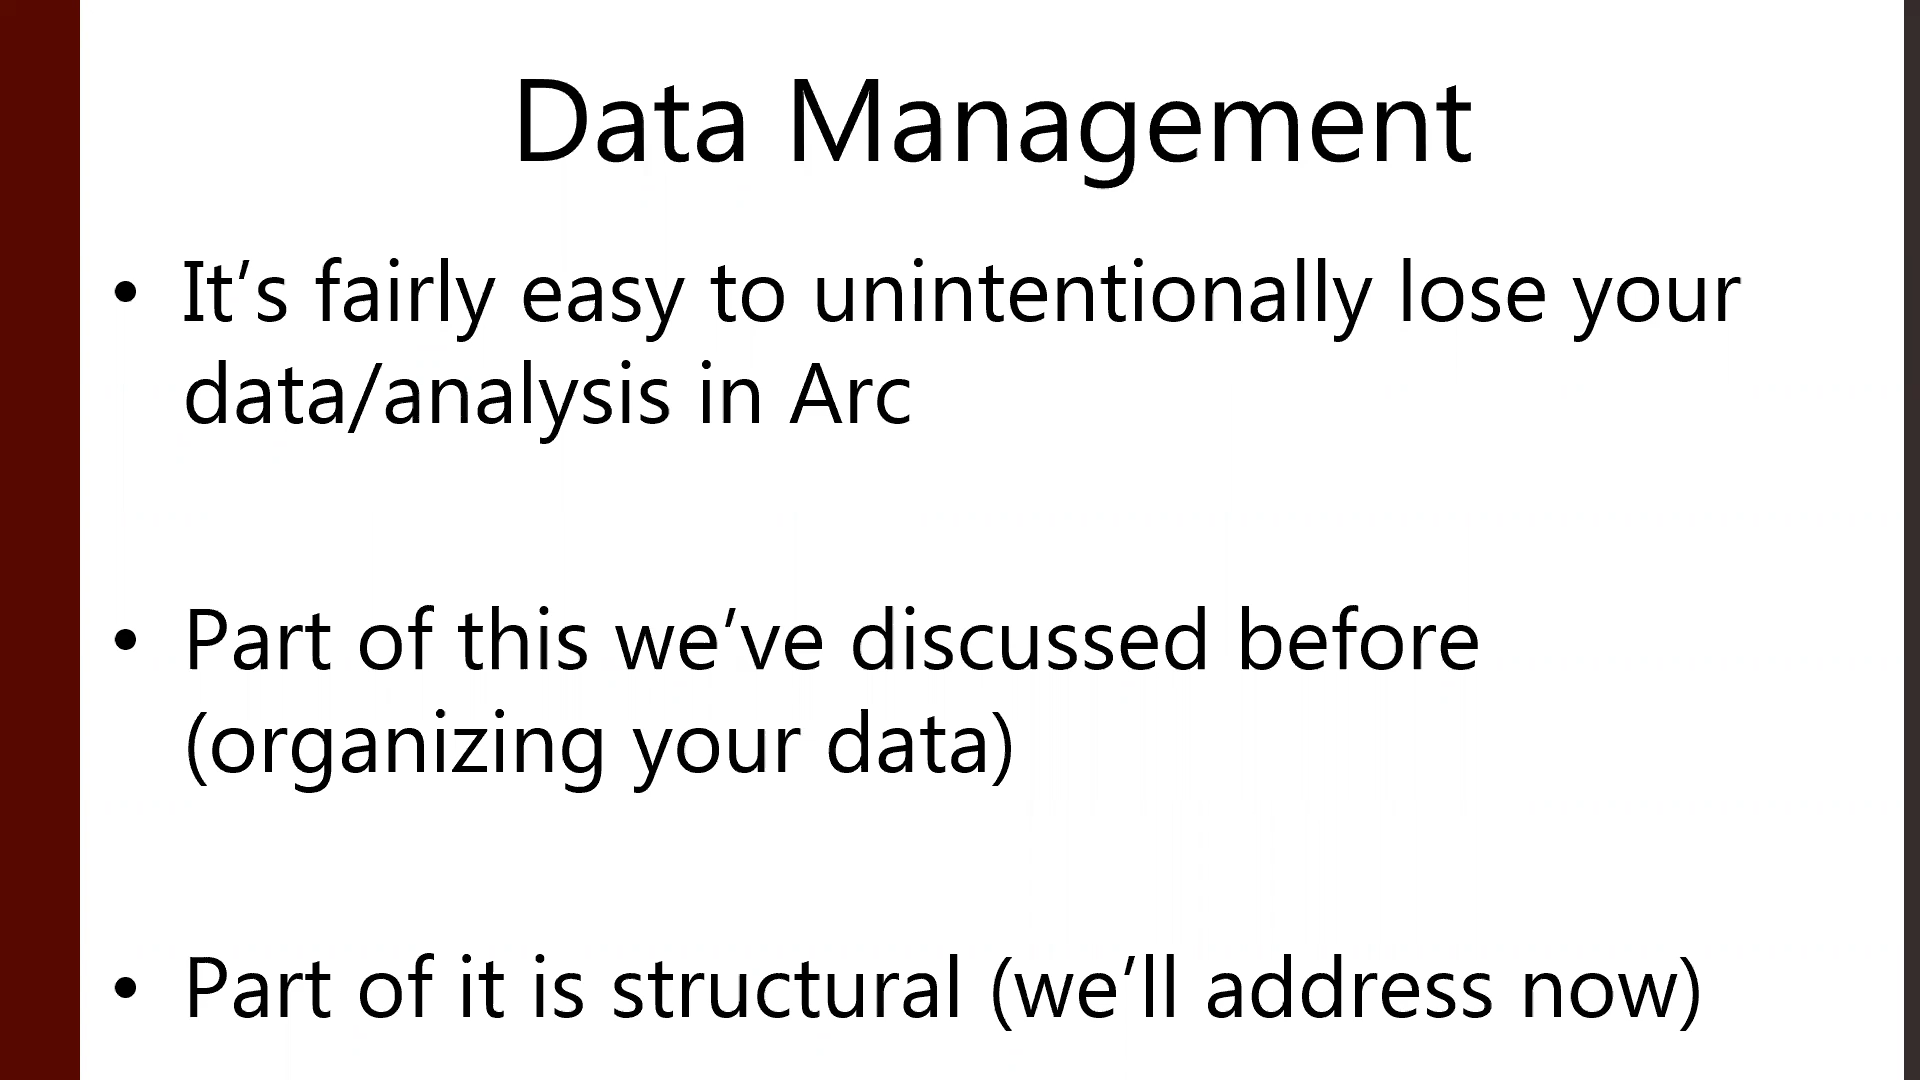 Data Management
• It’s fairly easy to unintentionally lose your
data/analysis in Arc
• Part of this we’ve discussed before
(organizing your data)
• Part of it is structural (we’ll address now)